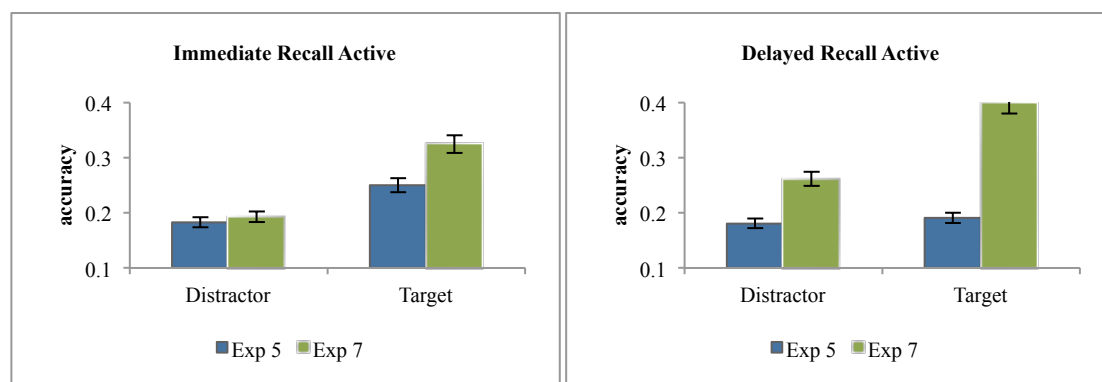 Immediate Recall Active
accuracy
0.4
0.3
0.2
0.1
Distractor
Target
Exp 5
Exp 7
Delayed Recall Active
accuracy
0.4
0.3
0.2
0.1
Distractor
Target
Exp 5
Exp 7